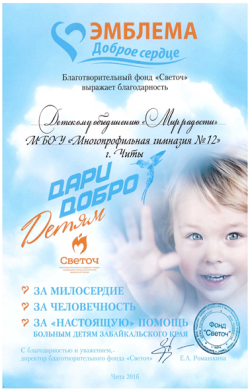 ЭМБЛЕМА
Доброе сердце
Благотворительный фонд «Светоч»
выражает благодарность
Детскому объединению «Мир радости»
МБОУ «Многопрофильная гимназия №12»
г. Читы
ДАРИ
ДОБРО
Детям
СВЕТОЧ
ЗА МИЛОСЕРДИЕ
ЗА ЧЕЛОВЕЧНОСТЬ
ЗА «НАСТОЯЩУЮ» ПОМОЩЬ
БОЛЬНЫМ ДЕТЯМ ЗАБАЙКАЛЬСКОГО КРАЯ
С благодарностью и уважением,
директор благотворительного фонда «Светоч»
Фонд
"Светоч"
Чита 2016